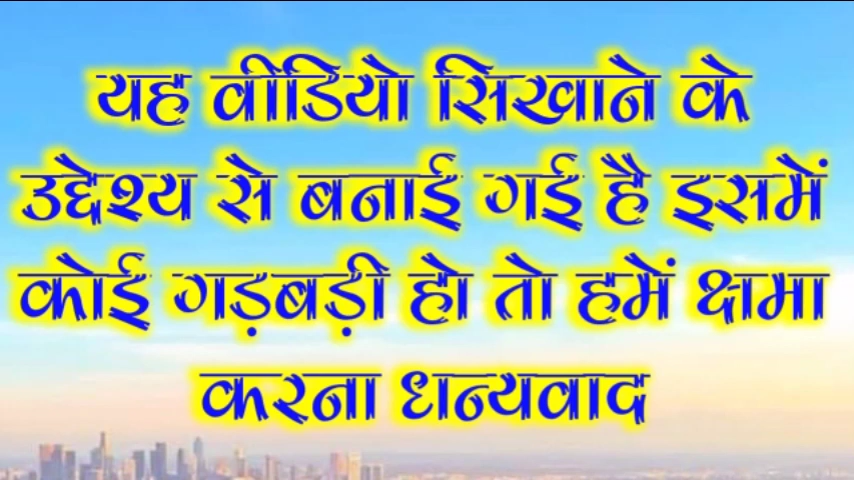 यह वीडियो सिखाने के
उद्देश्य से बनाई गई है इसमें
कोई गड़बड़ी हो तो हमें क्षमा
करना धन्यवाद